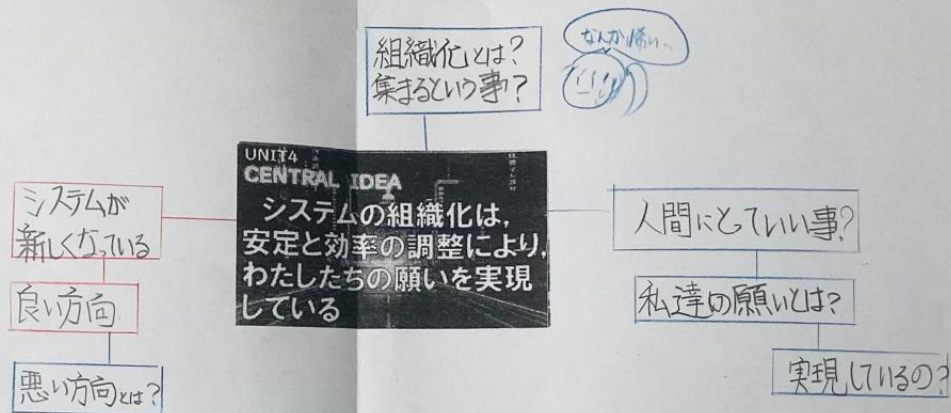 組織化とは?
集まるという事?
なんか怖い…
UNIT4
CENTRAL IDEA
システムの組織化は,
安定と効率の調整により,
わたしたちの願いを実現
している
システムが
新しくなっている
良い方向
悪い方向とは?
人間にとっていい事?
私達の願いとは?
実現しているの?